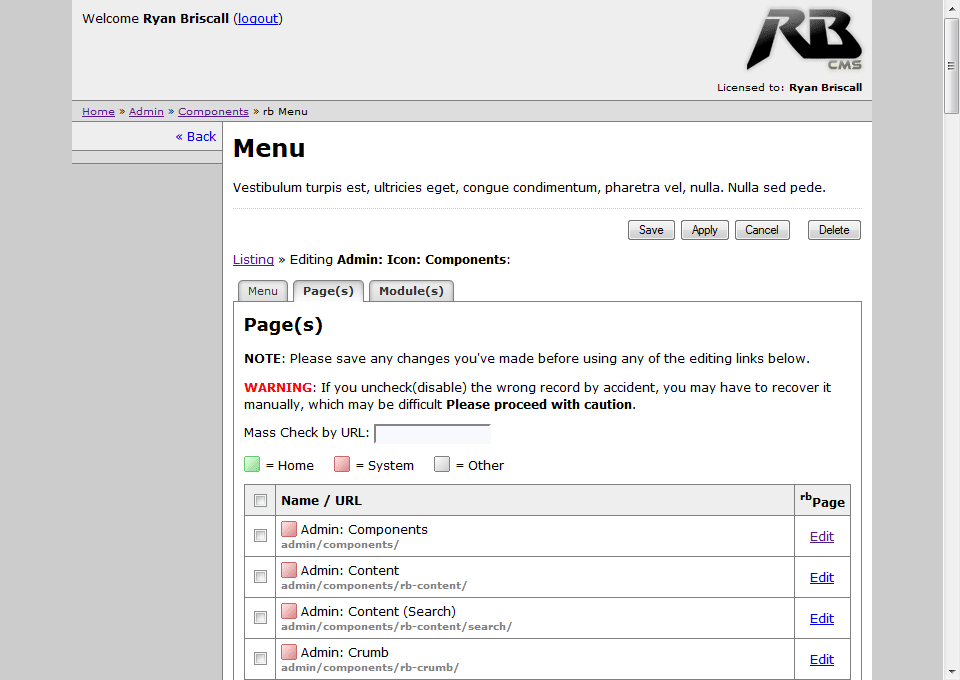 Welcome Ryan Briscall (logout)
RB
CMS
Licensed to: Ryan Briscall
Home » Admin » Components » rb Menu
« Back
Menu
Vestibulum turpis est, ultricies eget, congue condimentum, pharetra vel, nulla. Nulla sed pede.
Save Apply Cancel Delete
Listing » Editing Admin: Icon: Components:
Menu Page(s) Module(s)
Page(s)
NOTE: Please save any changes you've made before using any of the editing links below.
WARNING: If you uncheck(disable) the wrong record by accident, you may have to recover it
manually, which may be difficult Please proceed with caution.
Mass Check by URL:
= Home = System = Other
Name / URL rbPage
Admin: Components
admin/components/
Edit
Admin: Content
admin/components/rb-content/
Edit
Admin: Content (Search)
admin/components/rb-content/search/
Edit
Admin: Crumb
admin/components/rb-crumb/
Edit